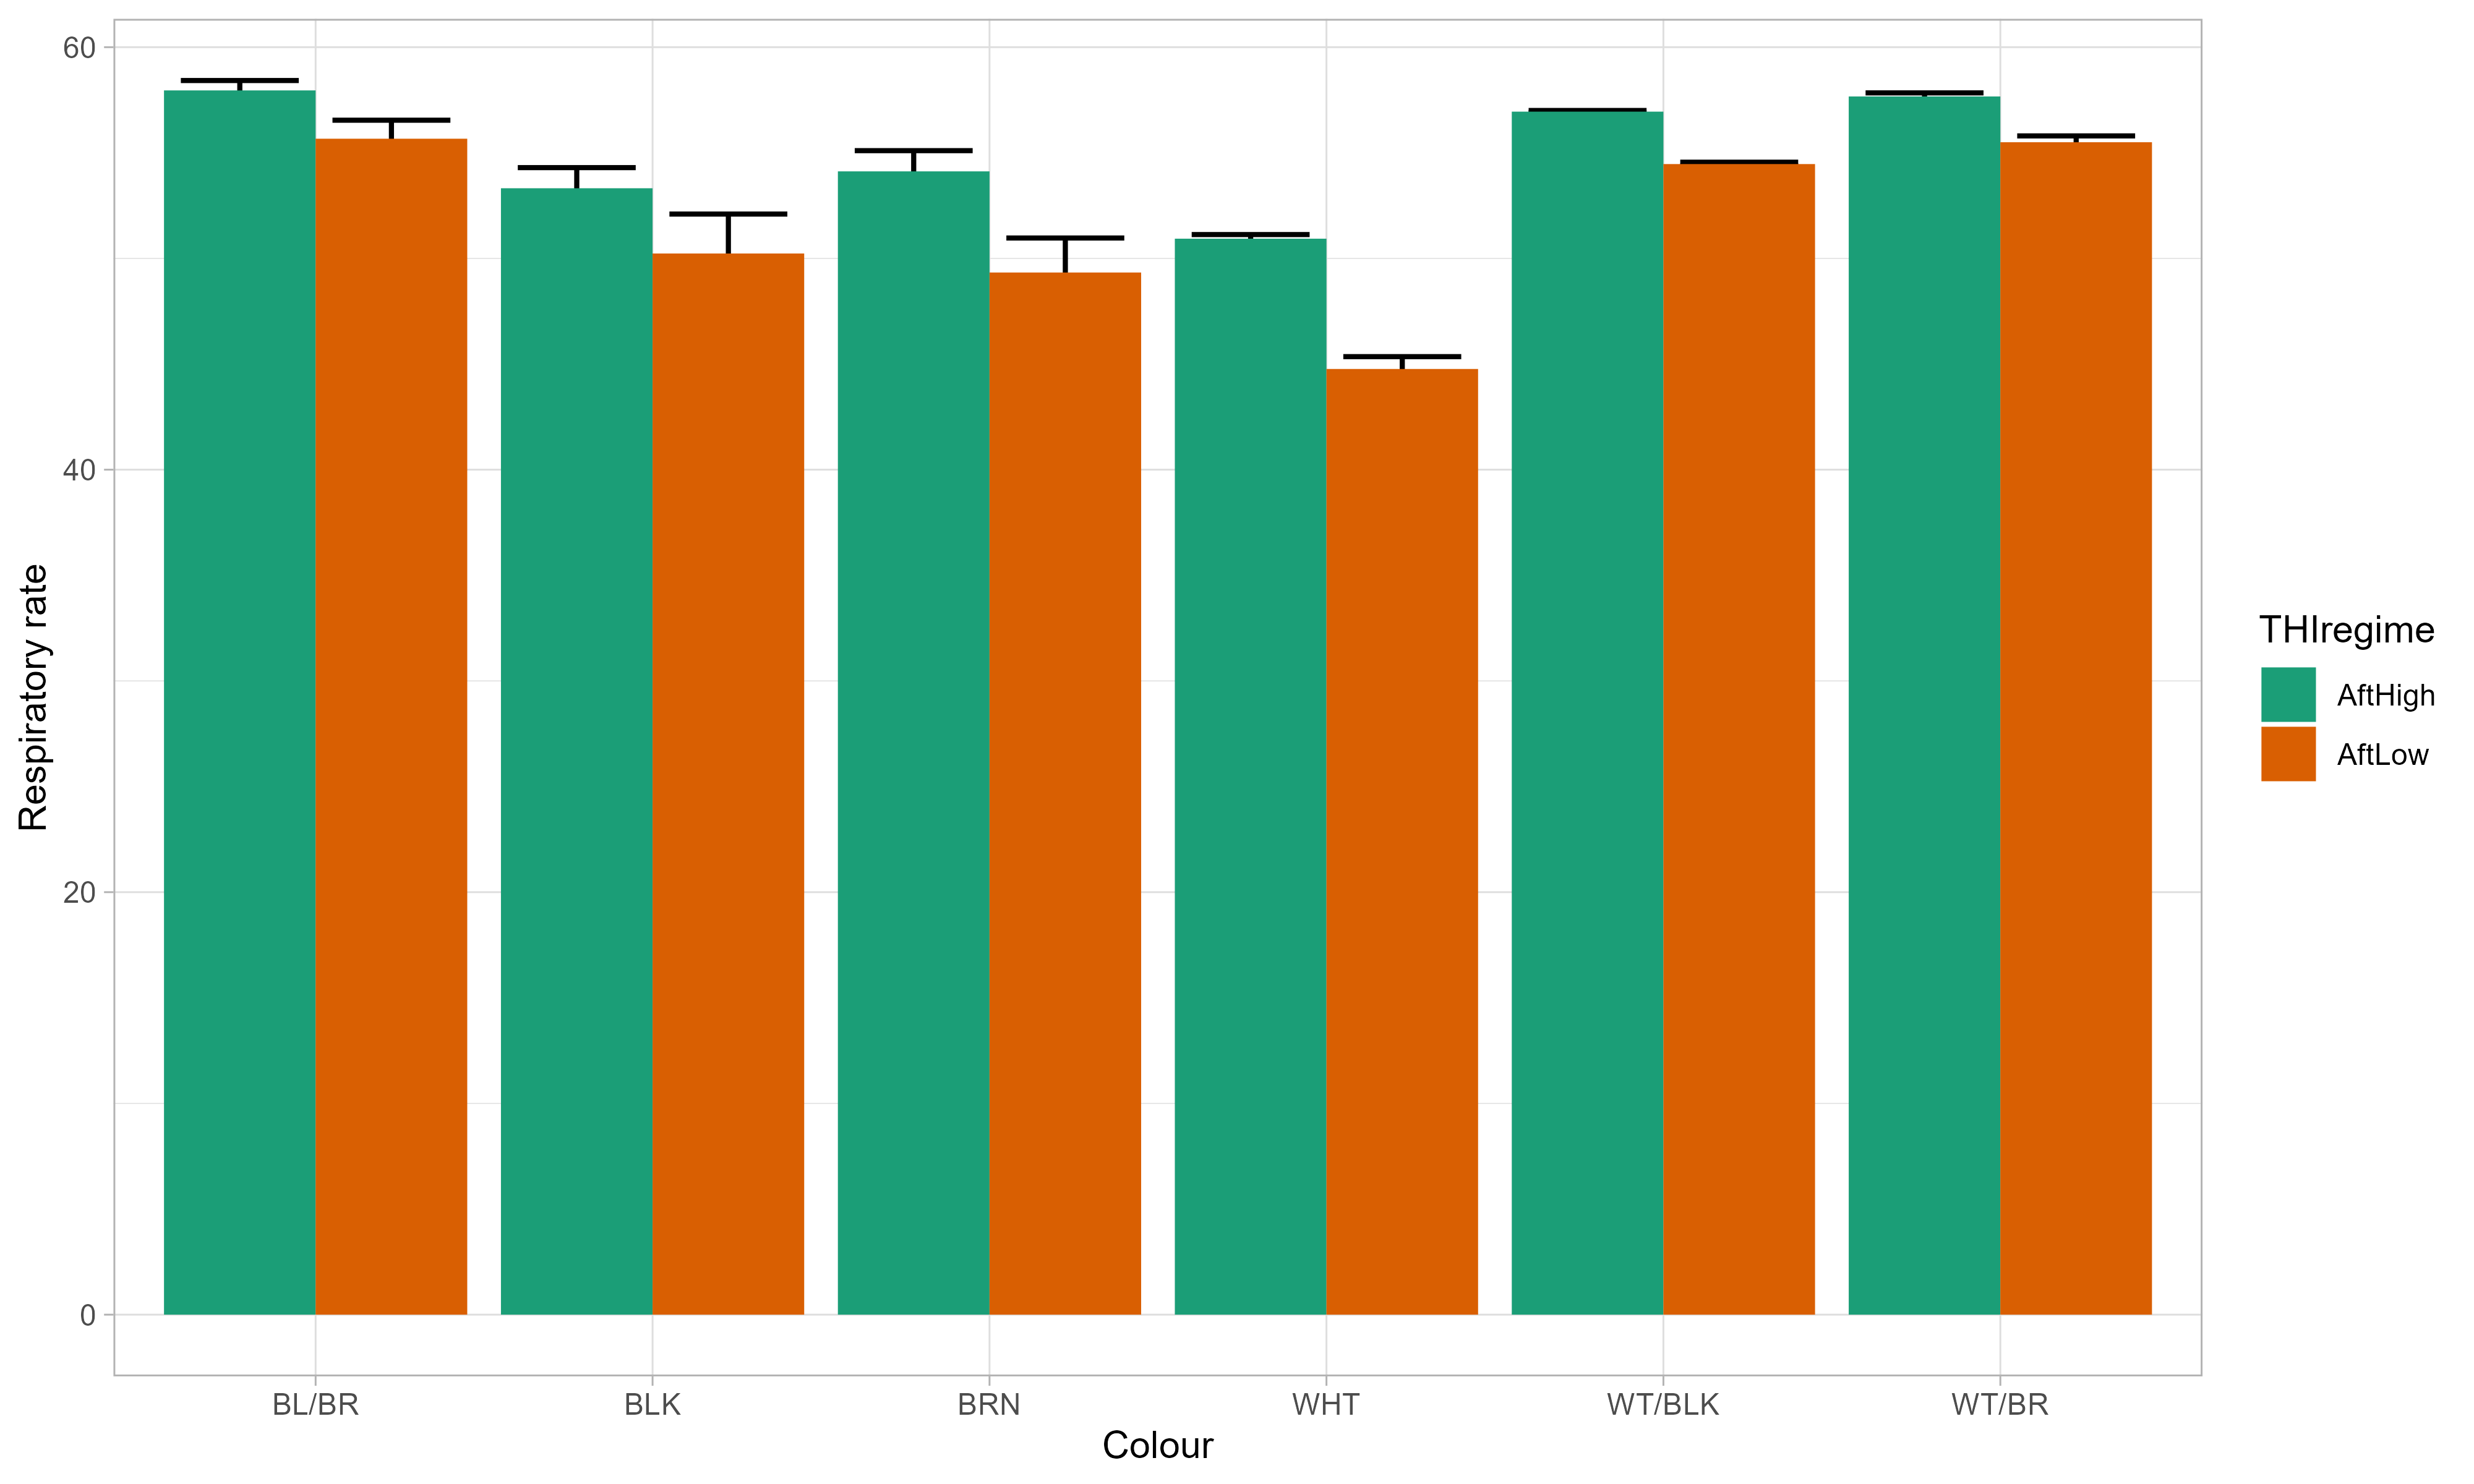 60
40
20
0
Respiratory rate
BL/BR BLK BRN WHT WT/BLK WT/BR
Colour
THIregime
AftHigh
AftLow